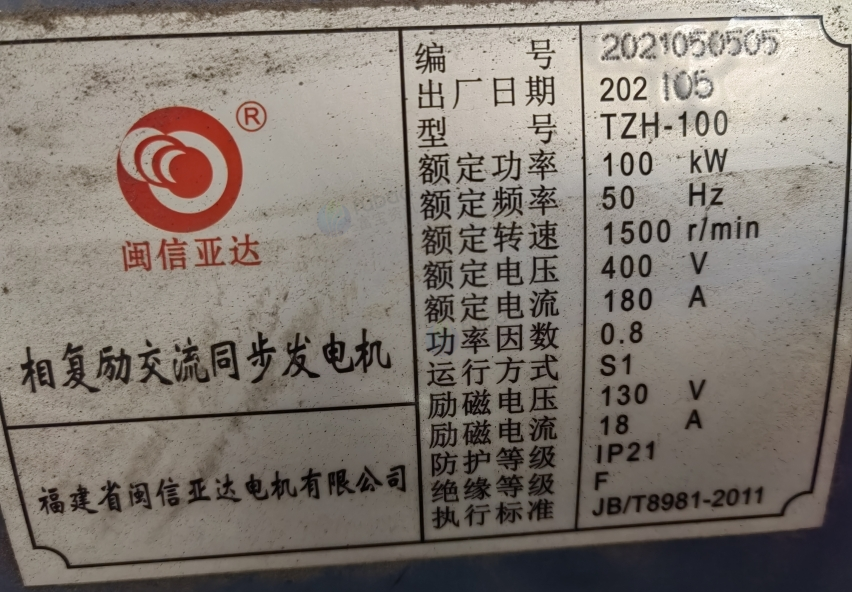 ®
闽信亚达
相复励交流同步发电机
福建省闽信亚达电机有限公司
编号 2021050505
出厂日期 202105
型号 TZH-100
额定功率 100 kW
额定频率 50 Hz
额定转速 1500 r/min
额定电压 400 V
额定电流 180 A
功率因数 0.8
运行方式 S1
励磁电压 130 V
励磁电流 18 A
防护等级 IP21
绝缘等级 F
执行标准 JB/T8981-2011